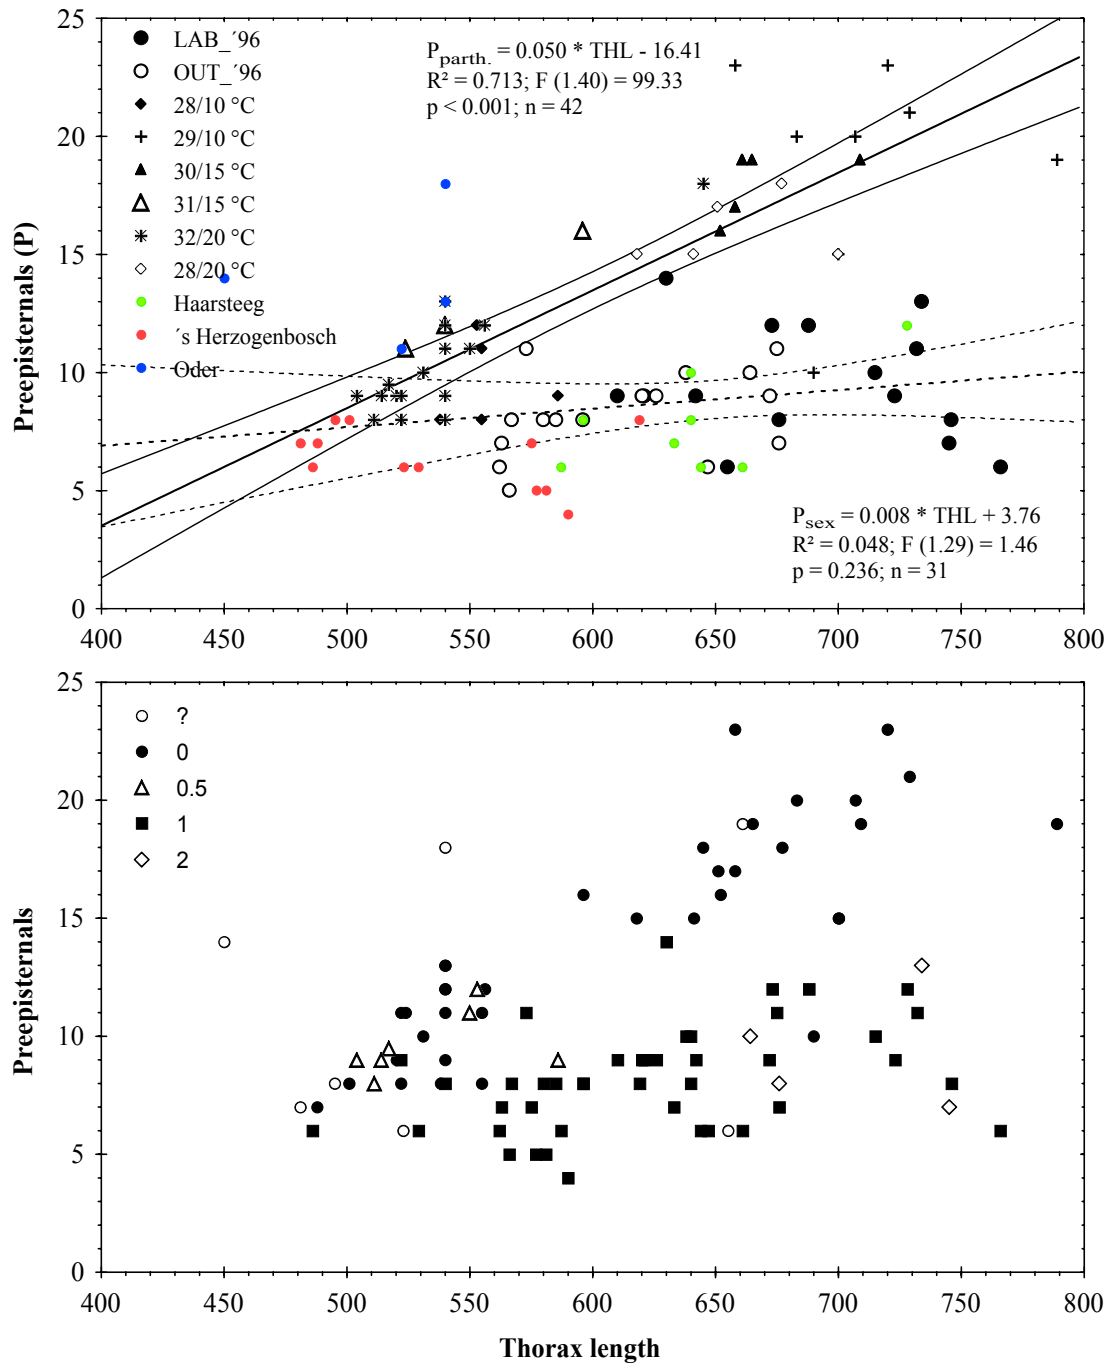 25
20
15
10
5
0
Preepisternals (P)
LAB_´96
OUT_´96
28/10 °C
29/10 °C
30/15 °C
31/15 °C
32/20 °C
28/20 °C
Haarsteeg
´s Herzogenbosch
Oder
P parth. = 0.050 * THL - 16.41
R² = 0.713; F (1.40) = 99.33
p < 0.001; n = 42
P sex = 0.008 * THL + 3.76
R² = 0.048; F (1.29) = 1.46
p = 0.236; n = 31
400 450 500 550 600 650 700 750 800
25
20
15
10
5
0
Preepisternals
?
0
0.5
1
2
400 450 500 550 600 650 700 750 800
Thorax length